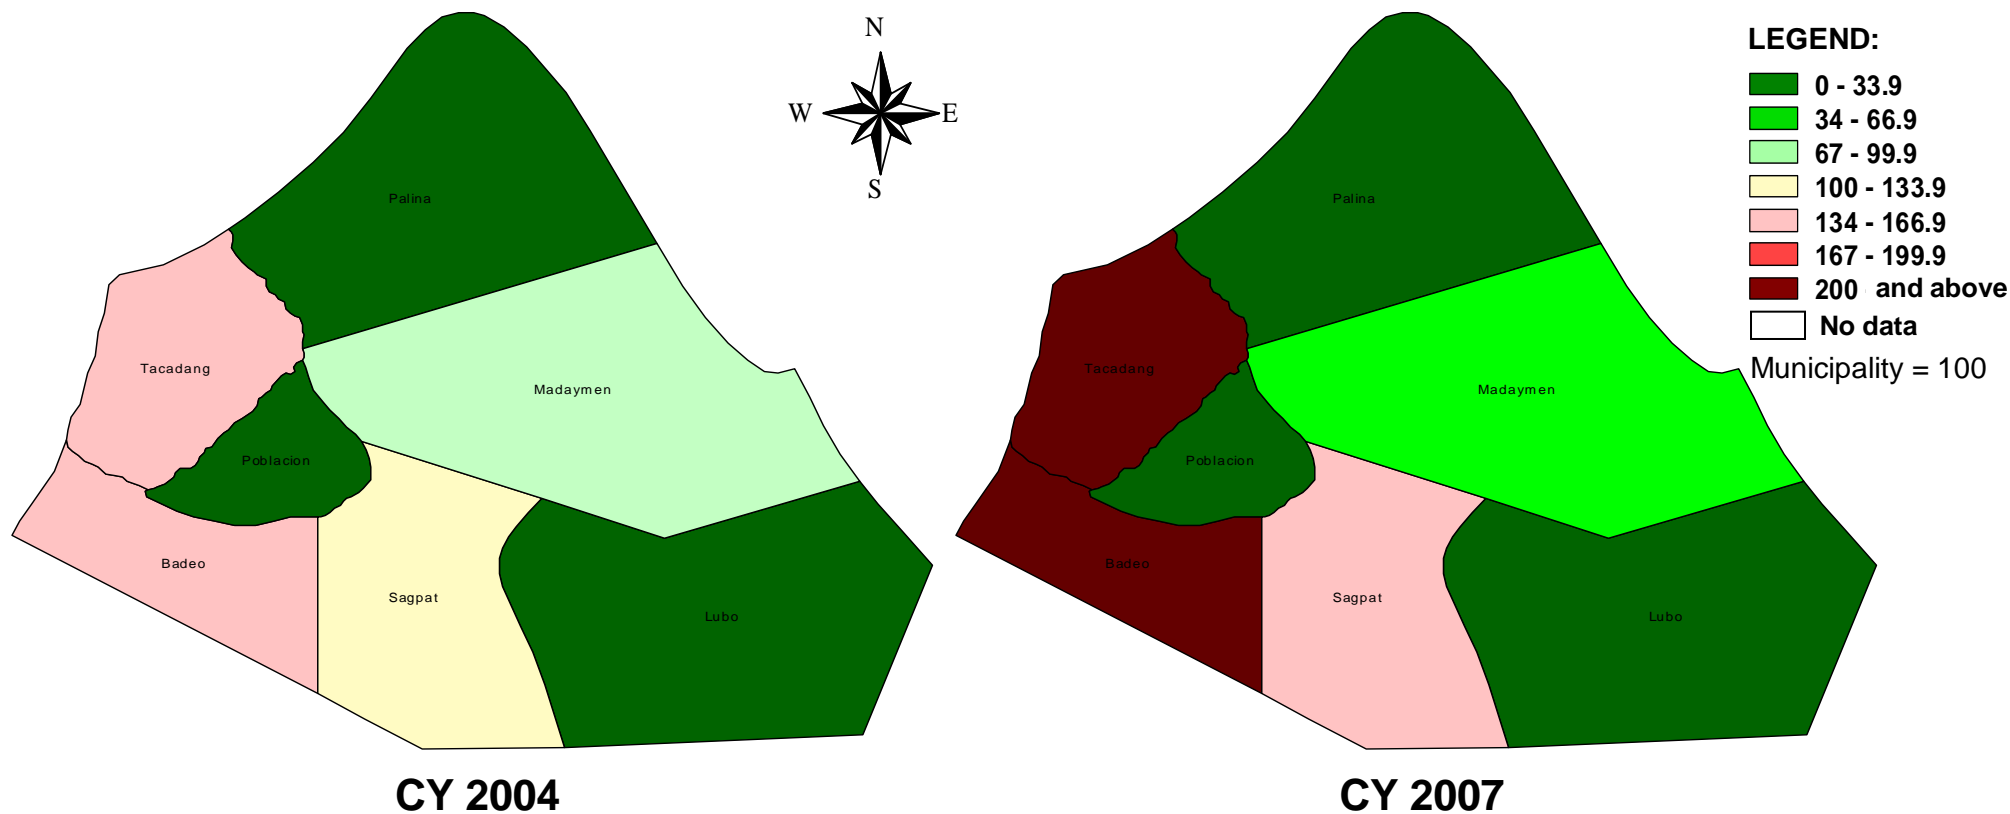 N
W E
S
Palina
Tacadang
Madaymen
Poblacion
Badeo
Sagpat
Lubo
CY 2004
Palina
Tacadang
Madaymen
Poblacion
Badeo
Sagpat
Lubo
CY 2007
LEGEND:
0 - 33.9
34 - 66.9
67 - 99.9
100 - 133.9
134 - 166.9
167 - 199.9
200 and above
No data
Municipality = 100